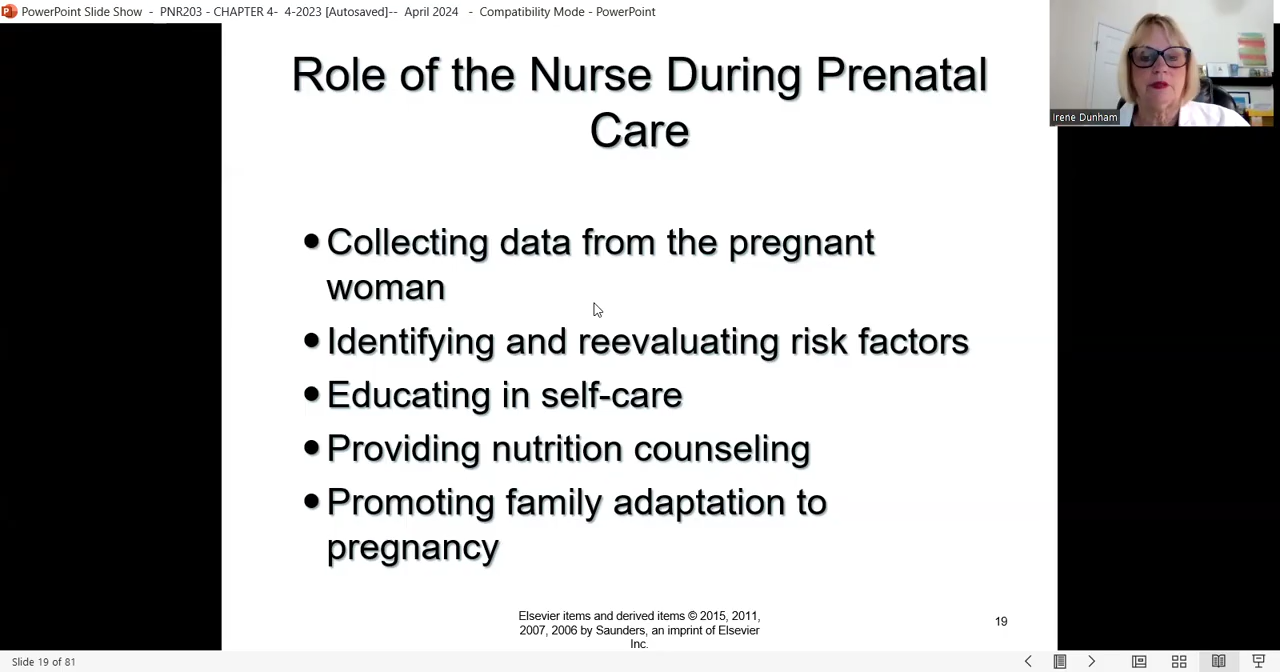 PowerPoint Slide Show - PNR203 - CHAPTER 4- 4-2023 [Autosaved]-- April 2024 - Compatibility Mode - PowerPoint
Irene Dunham
Role of the Nurse During Prenatal
Care
• Collecting data from the pregnant
woman
• Identifying and reevaluating risk factors
• Educating in self-care
• Providing nutrition counseling
• Promoting family adaptation to
pregnancy
Elsevier items and derived items © 2015, 2011,
2007, 2006 by Saunders, an imprint of Elsevier
Inc.
19
Slide 19 of 81